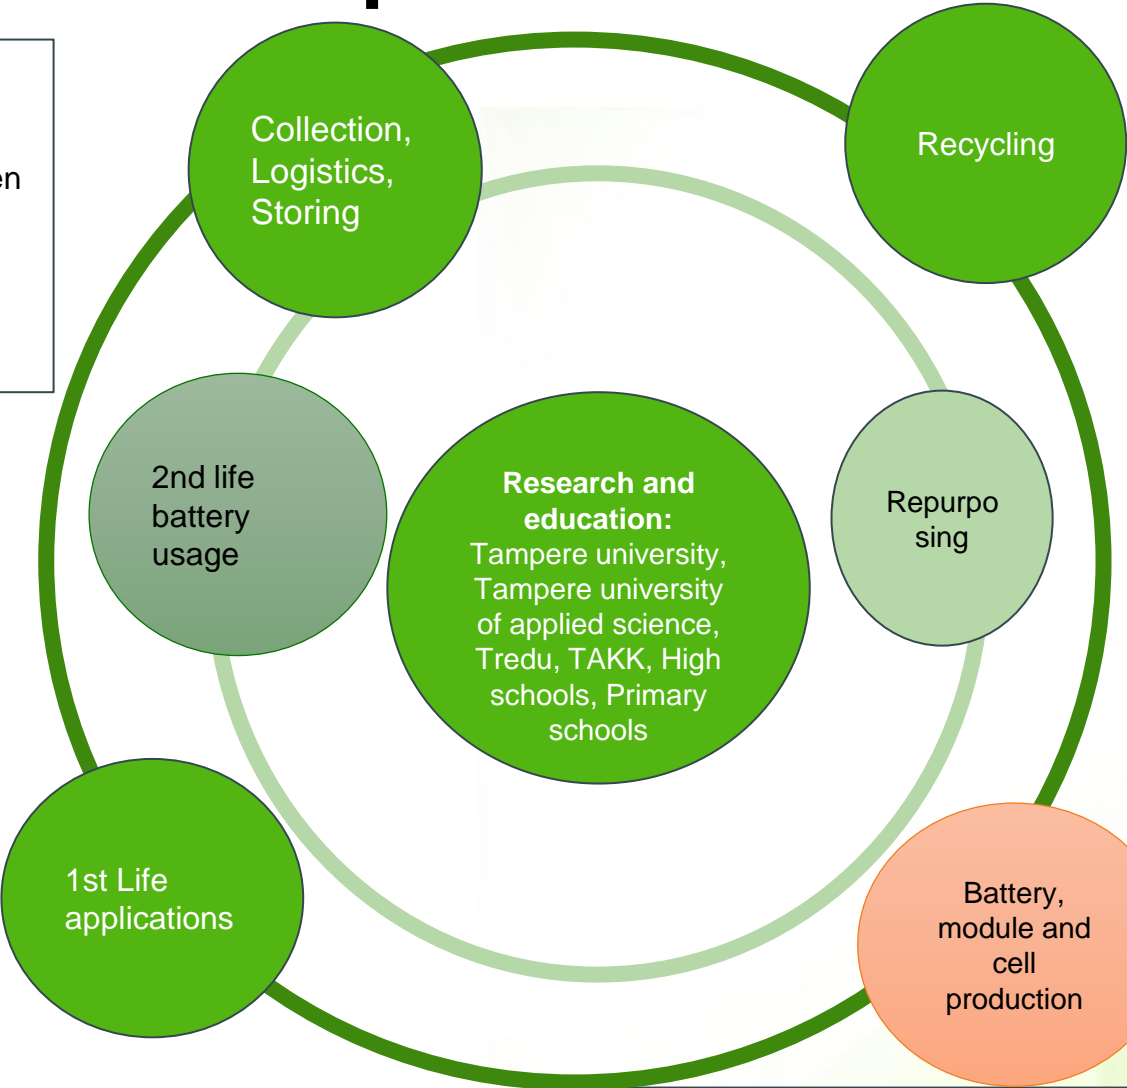 en
Collection,
Logistics,
Storing
Recycling
2nd life
battery
usage
Research and
education:
Tampere university,
Tampere university
of applied science,
Tredu, TAKK, High
schools, Primary
schools
Repurpo
sing
1st Life
applications
Battery,
module and
cell
production